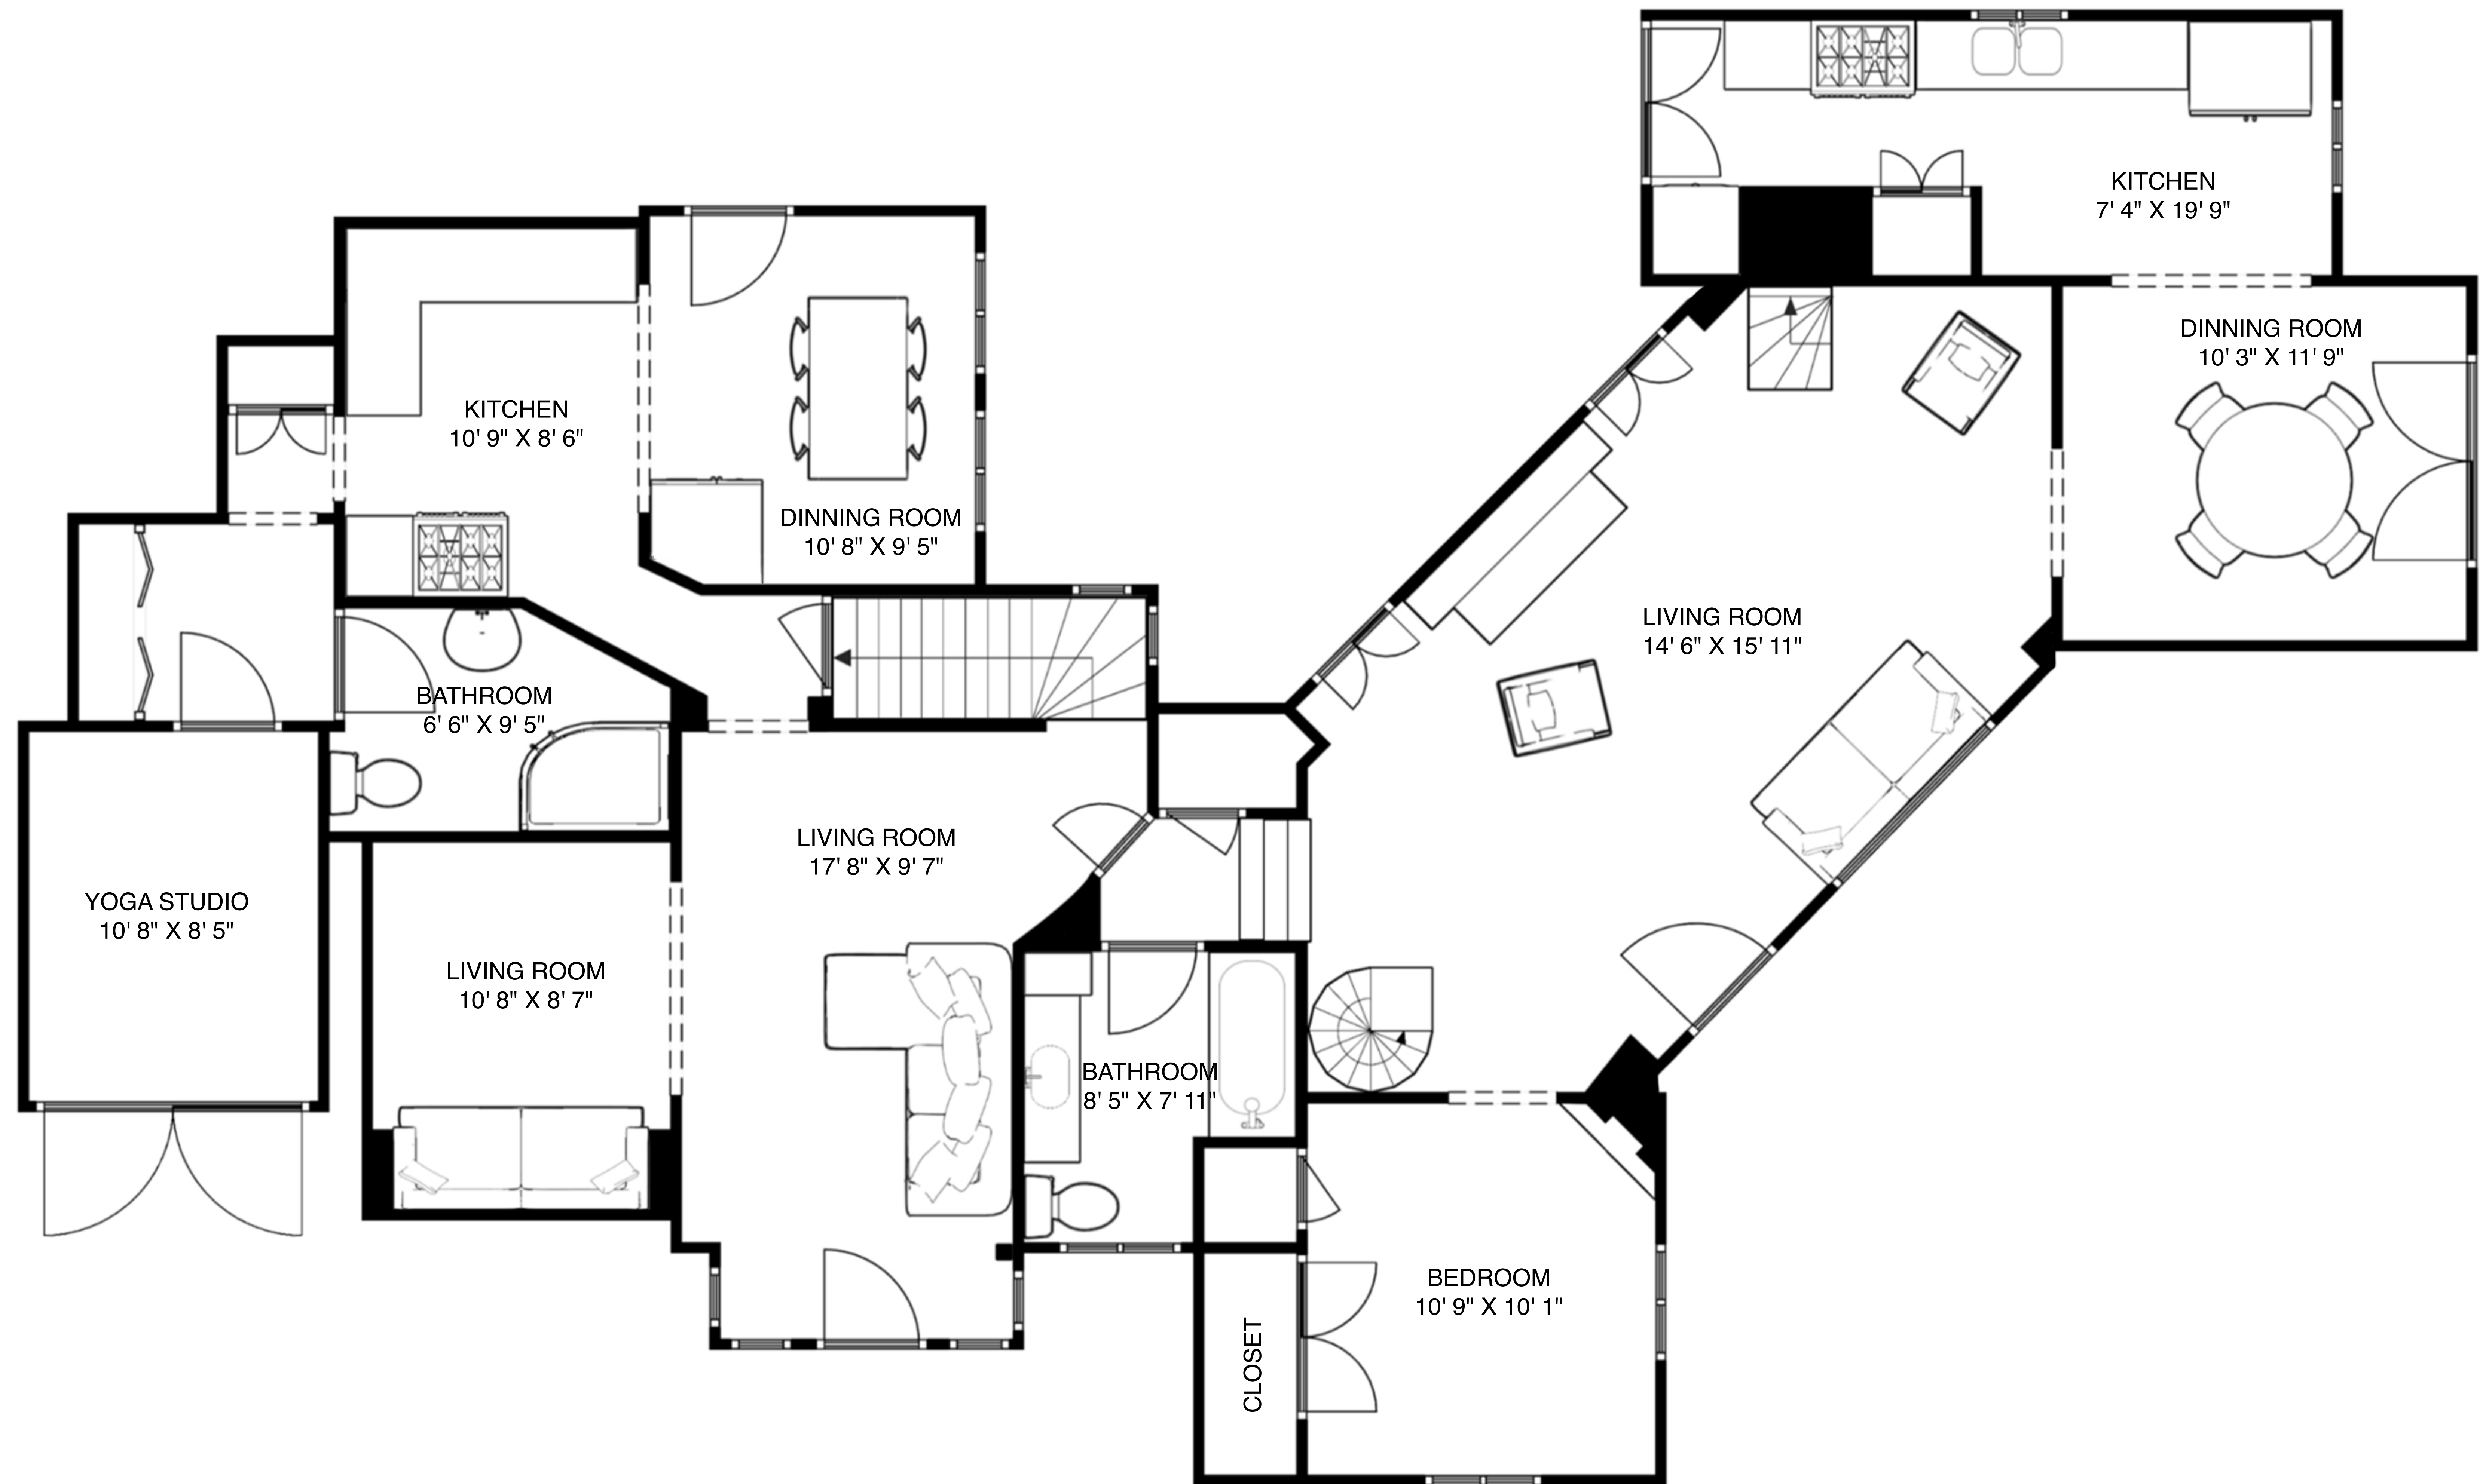 KITCHEN
7' 4" X 19' 9"
DINNING ROOM
10' 3" X 11' 9"
KITCHEN
10' 9" X 8' 6"
DINNING ROOM
10' 8" X 9' 5"
LIVING ROOM
14' 6" X 15' 11"
BATHROOM
6' 6" X 9' 5"
LIVING ROOM
17' 8" X 9' 7"
YOGA STUDIO
10' 8" X 8' 5"
LIVING ROOM
10' 8" X 8' 7"
BATHROOM
8' 5" X 7' 11"
BEDROOM
10' 9" X 10' 1"
CLOSET